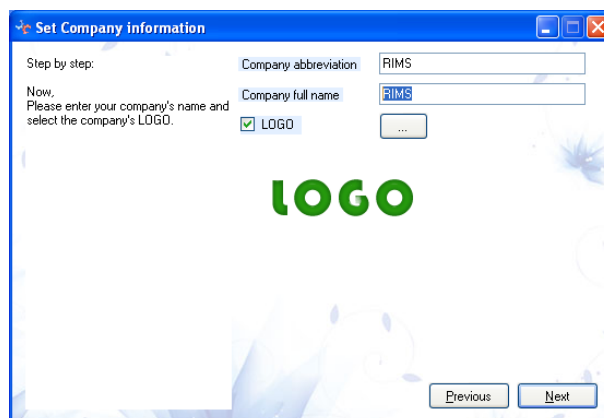 Set Company information
Step by step:
Now,
Please enter your company's name and
select the company's LOGO.
Company abbreviation RIMS
Company full name RIMS
LOGO ...
LOGO
Previous Next